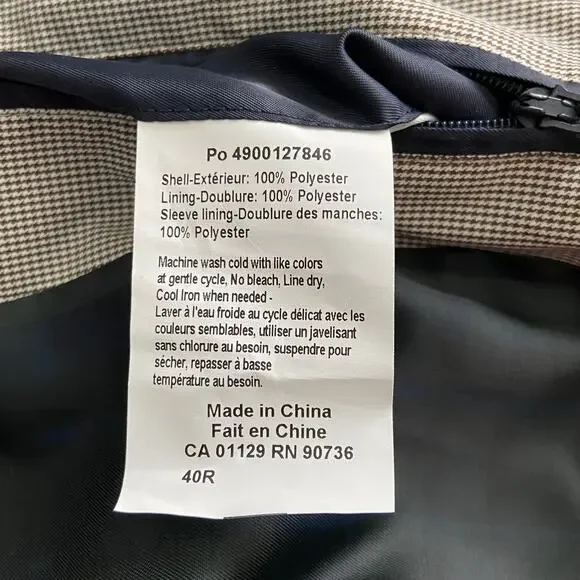 Po 4900127846
Shell-Extérieur: 100% Polyester
Lining-Doublure: 100% Polyester
Sleeve lining-Doublure des manches:
100% Polyester
Machine wash cold with like colors
at gentle cycle, No bleach, Line dry,
Cool Iron when needed -
Laver à l'eau froide au cycle délicat avec les
couleurs semblables, utiliser un javelisant
sans chlorure au besoin, suspendre pour
sécher, repasser à basse
température au besoin.
Made in China
Fait en Chine
CA 01129 RN 90736
40R